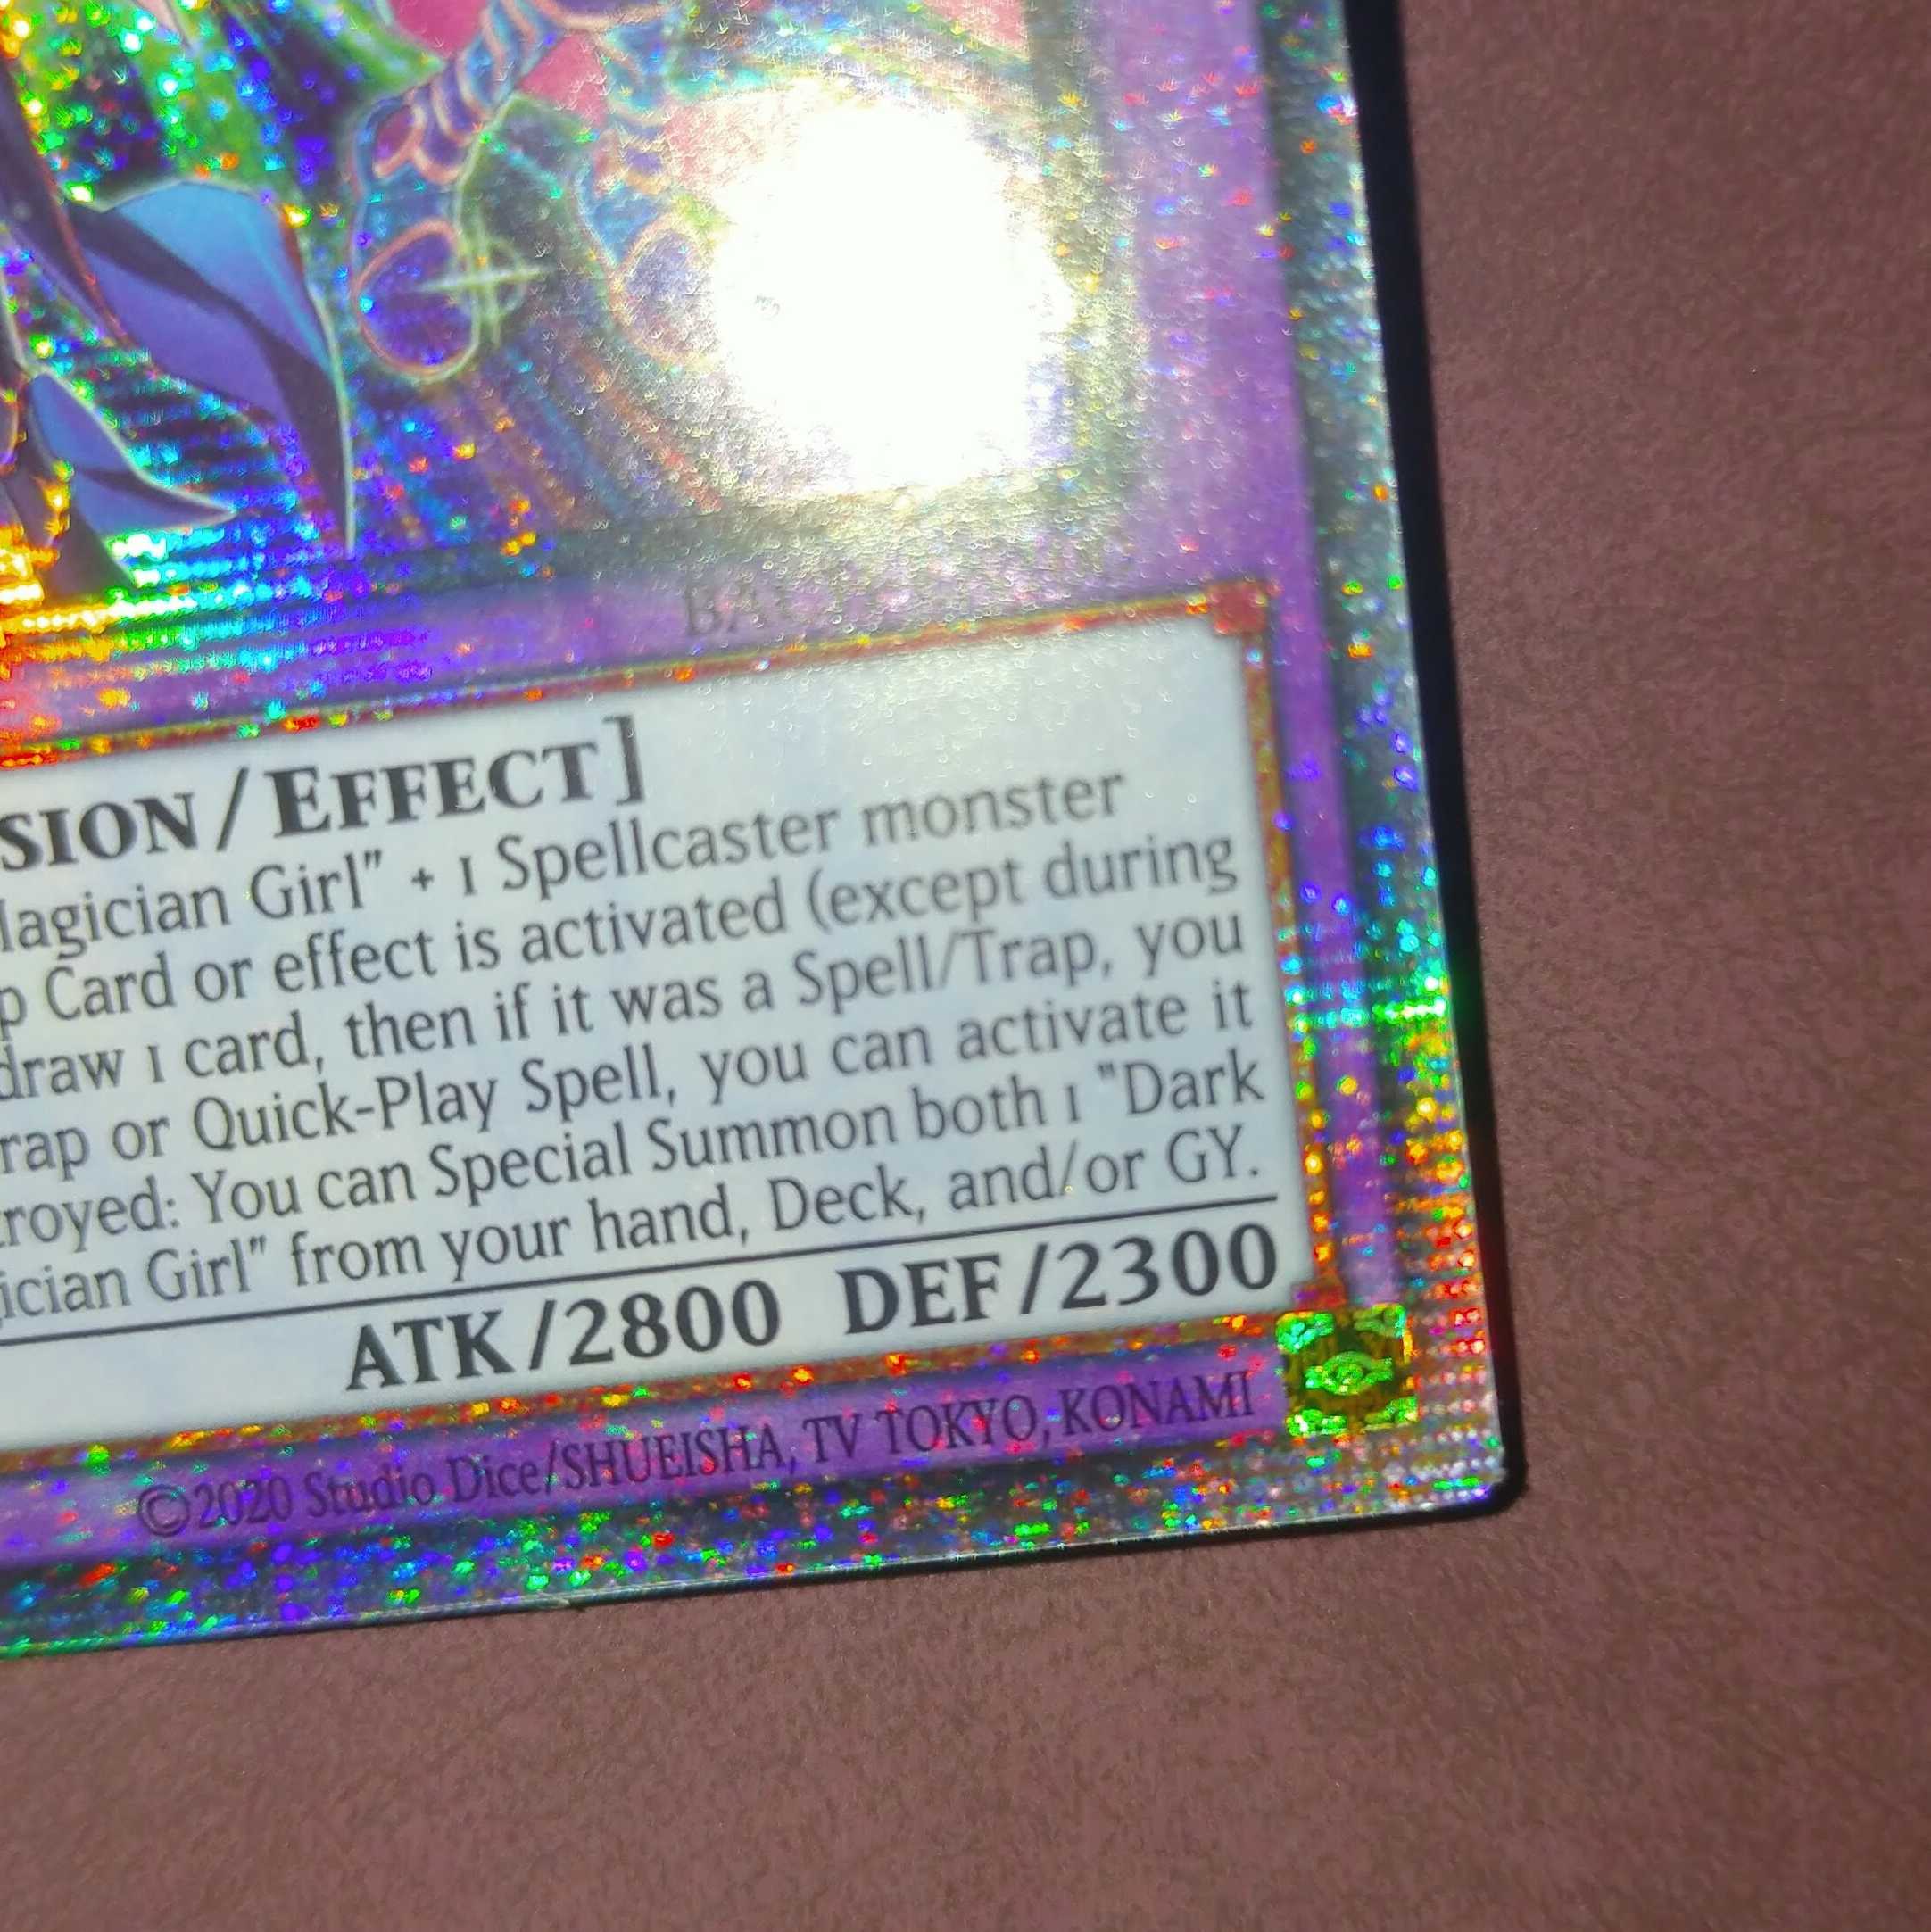 SION/EFFECT]
Magician Girl" + 1 Spellcaster monster
p Card or effect is activated (except during
draw 1 card, then if it was a Spell/Trap, you
rap or Quick-Play Spell, you can activate it
royed: You can Special Summon both 1 "Dark
ician Girl" from your hand, Deck, and/or GY.
ATK/2800 DEF/2300
©2020 Studio Dice/SHUEISHA, TV TOKYO, KONAMI